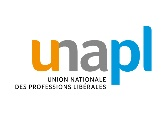 unapl
UNION NATIONALE
DES PROFESSIONS LIBÉRALES